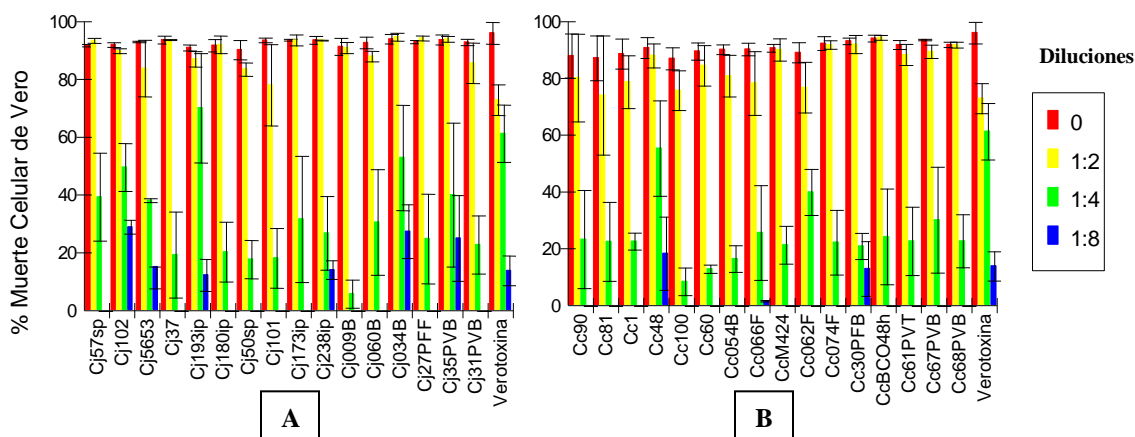 % Muerte Celular de Vero
100
80
60
40
20
0
Cj57sp
Cj102
Cj5653
Cj37
Cj193ip
Cj180ip
Cj50sp
Cj101
Cj173ip
Cj238ip
Cj009B
Cj060B
Cj034B
Cj27PFF
Cj35PVB
Cj31PVB
Verotoxina
A
100
80
60
40
20
0
Cc90
Cc81
Cc1
Cc48
Cc100
Cc60
Cc054B
Cc066F
CcM424
Cc062F
Cc074F
Cc30PFB
CcBCO48h
Cc61PVT
Cc67PVB
Cc68PVB
Verotoxina
B
Diluciones
0
1:2
1:4
1:8